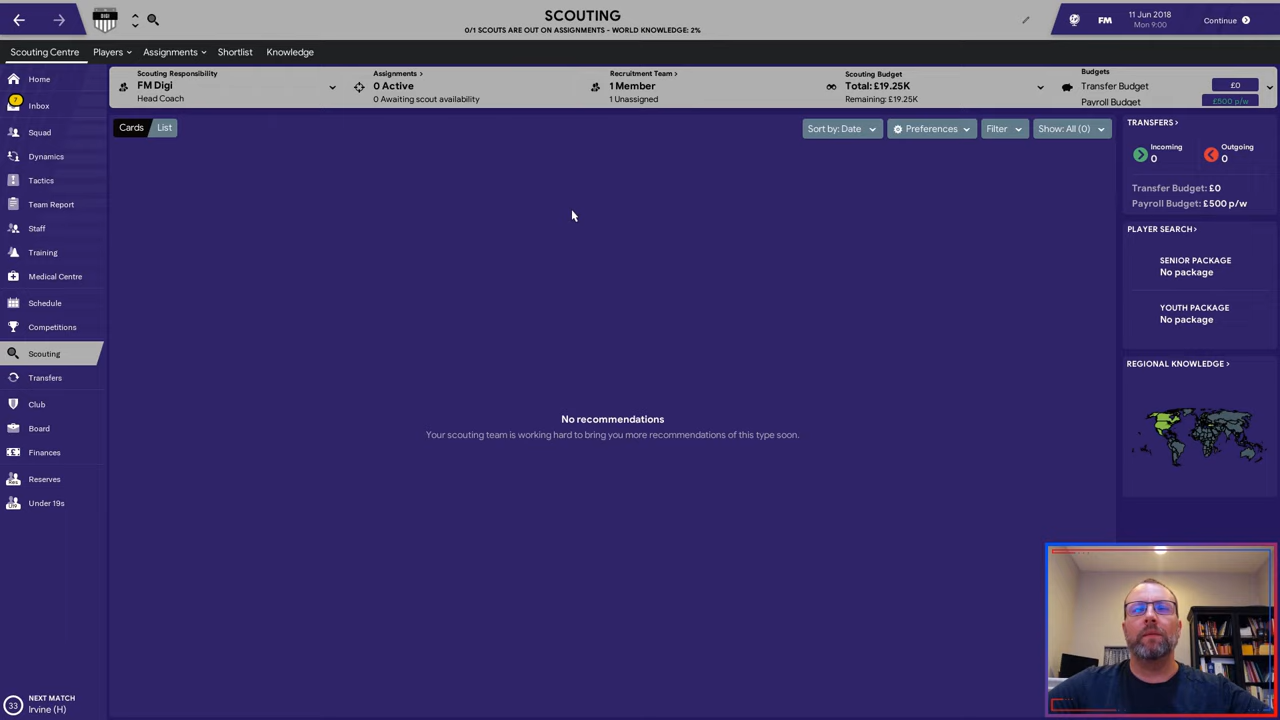 DIGI
SCOUTING
0/1 SCOUTS ARE OUT ON ASSIGNMENTS - WORLD KNOWLEDGE: 2%
FM
11 Jun 2018
Mon 9:00
Continue
Scouting Centre
Players
Assignments
Shortlist
Knowledge
Home
7
Inbox
Squad
Dynamics
Tactics
Team Report
Staff
Training
Medical Centre
Schedule
Competitions
Scouting
Transfers
Club
Board
Finances
Reserves
Under 19s
33
NEXT MATCH
Irvine (H)
Scouting Responsibility
FM Digi
Head Coach
Assignments >
0 Active
0 Awaiting scout availability
Recruitment Team >
1 Member
1 Unassigned
Scouting Budget
Total: £19.25K
Remaining: £19.25K
Budgets
Transfer Budget
£0
Payroll Budget
£500 p/w
Cards
List
Sort by: Date
Preferences
Filter
Show: All (0)
No recommendations
Your scouting team is working hard to bring you more recommendations of this type soon.
TRANSFERS >
Incoming
0
Outgoing
0
Transfer Budget: £0
Payroll Budget: £500 p/w
PLAYER SEARCH >
SENIOR PACKAGE
No package
YOUTH PACKAGE
No package
REGIONAL KNOWLEDGE >